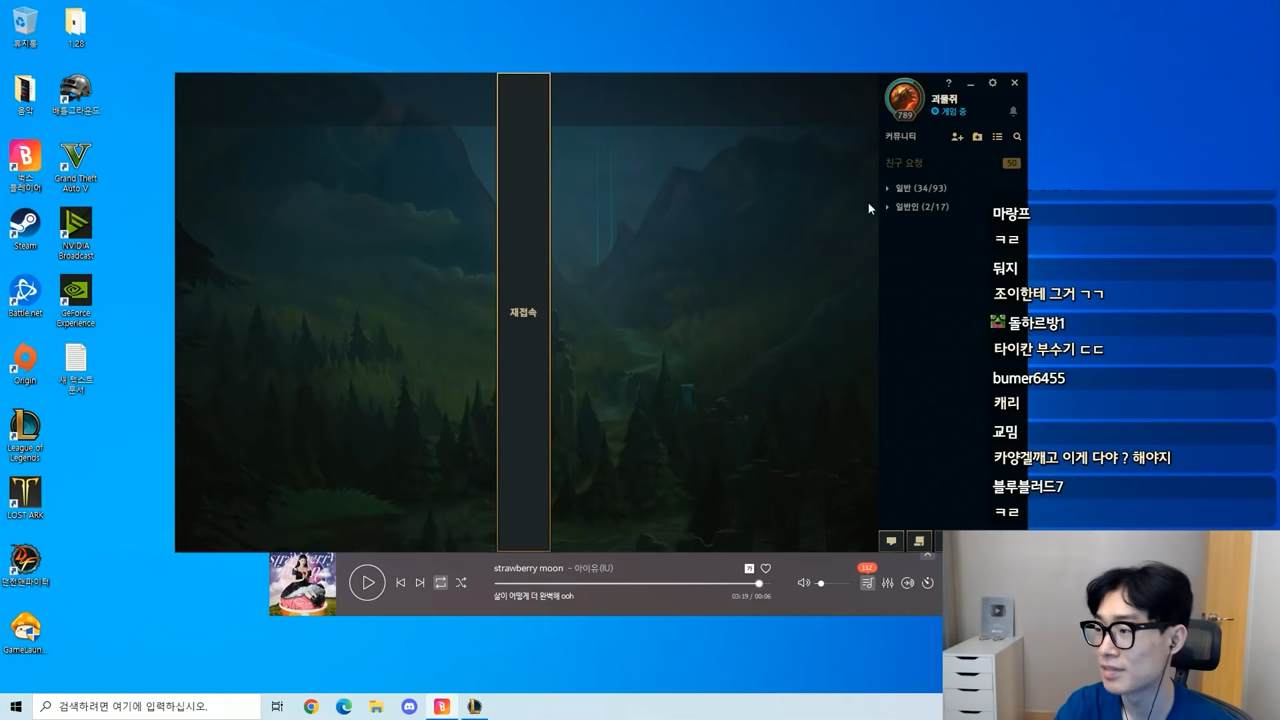 휴지통
1.28
음악
배틀그라운드
벅스 플레이어
Grand Theft Auto V
Steam
NVIDIA Broadcast
Battle.net
GeForce Experience
Origin
새 텍스트 문서
League of Legends
LOST ARK
던전앤파이터
GameLaun...
재접속
?
괴물쥐
789
게임 중
커뮤니티
친구 요청
50
일반 (34/93)
일반인 (2/17)
마랑프
ㅋㄹ
둬지
조이한테 그거 ㄱㄱ
돌하르방1
타이칸 부수기 ㄷㄷ
bumer6455
캐리
교밈
카양겔깨고 이게 다야 ? 해야지
블루블러드7
ㅋㄹ
strawberry moon - 아이유(IU)
가
삶이 어떻게 더 완벽해 ooh
03:19 / 00:06
112
검색하려면 여기에 입력하십시오.